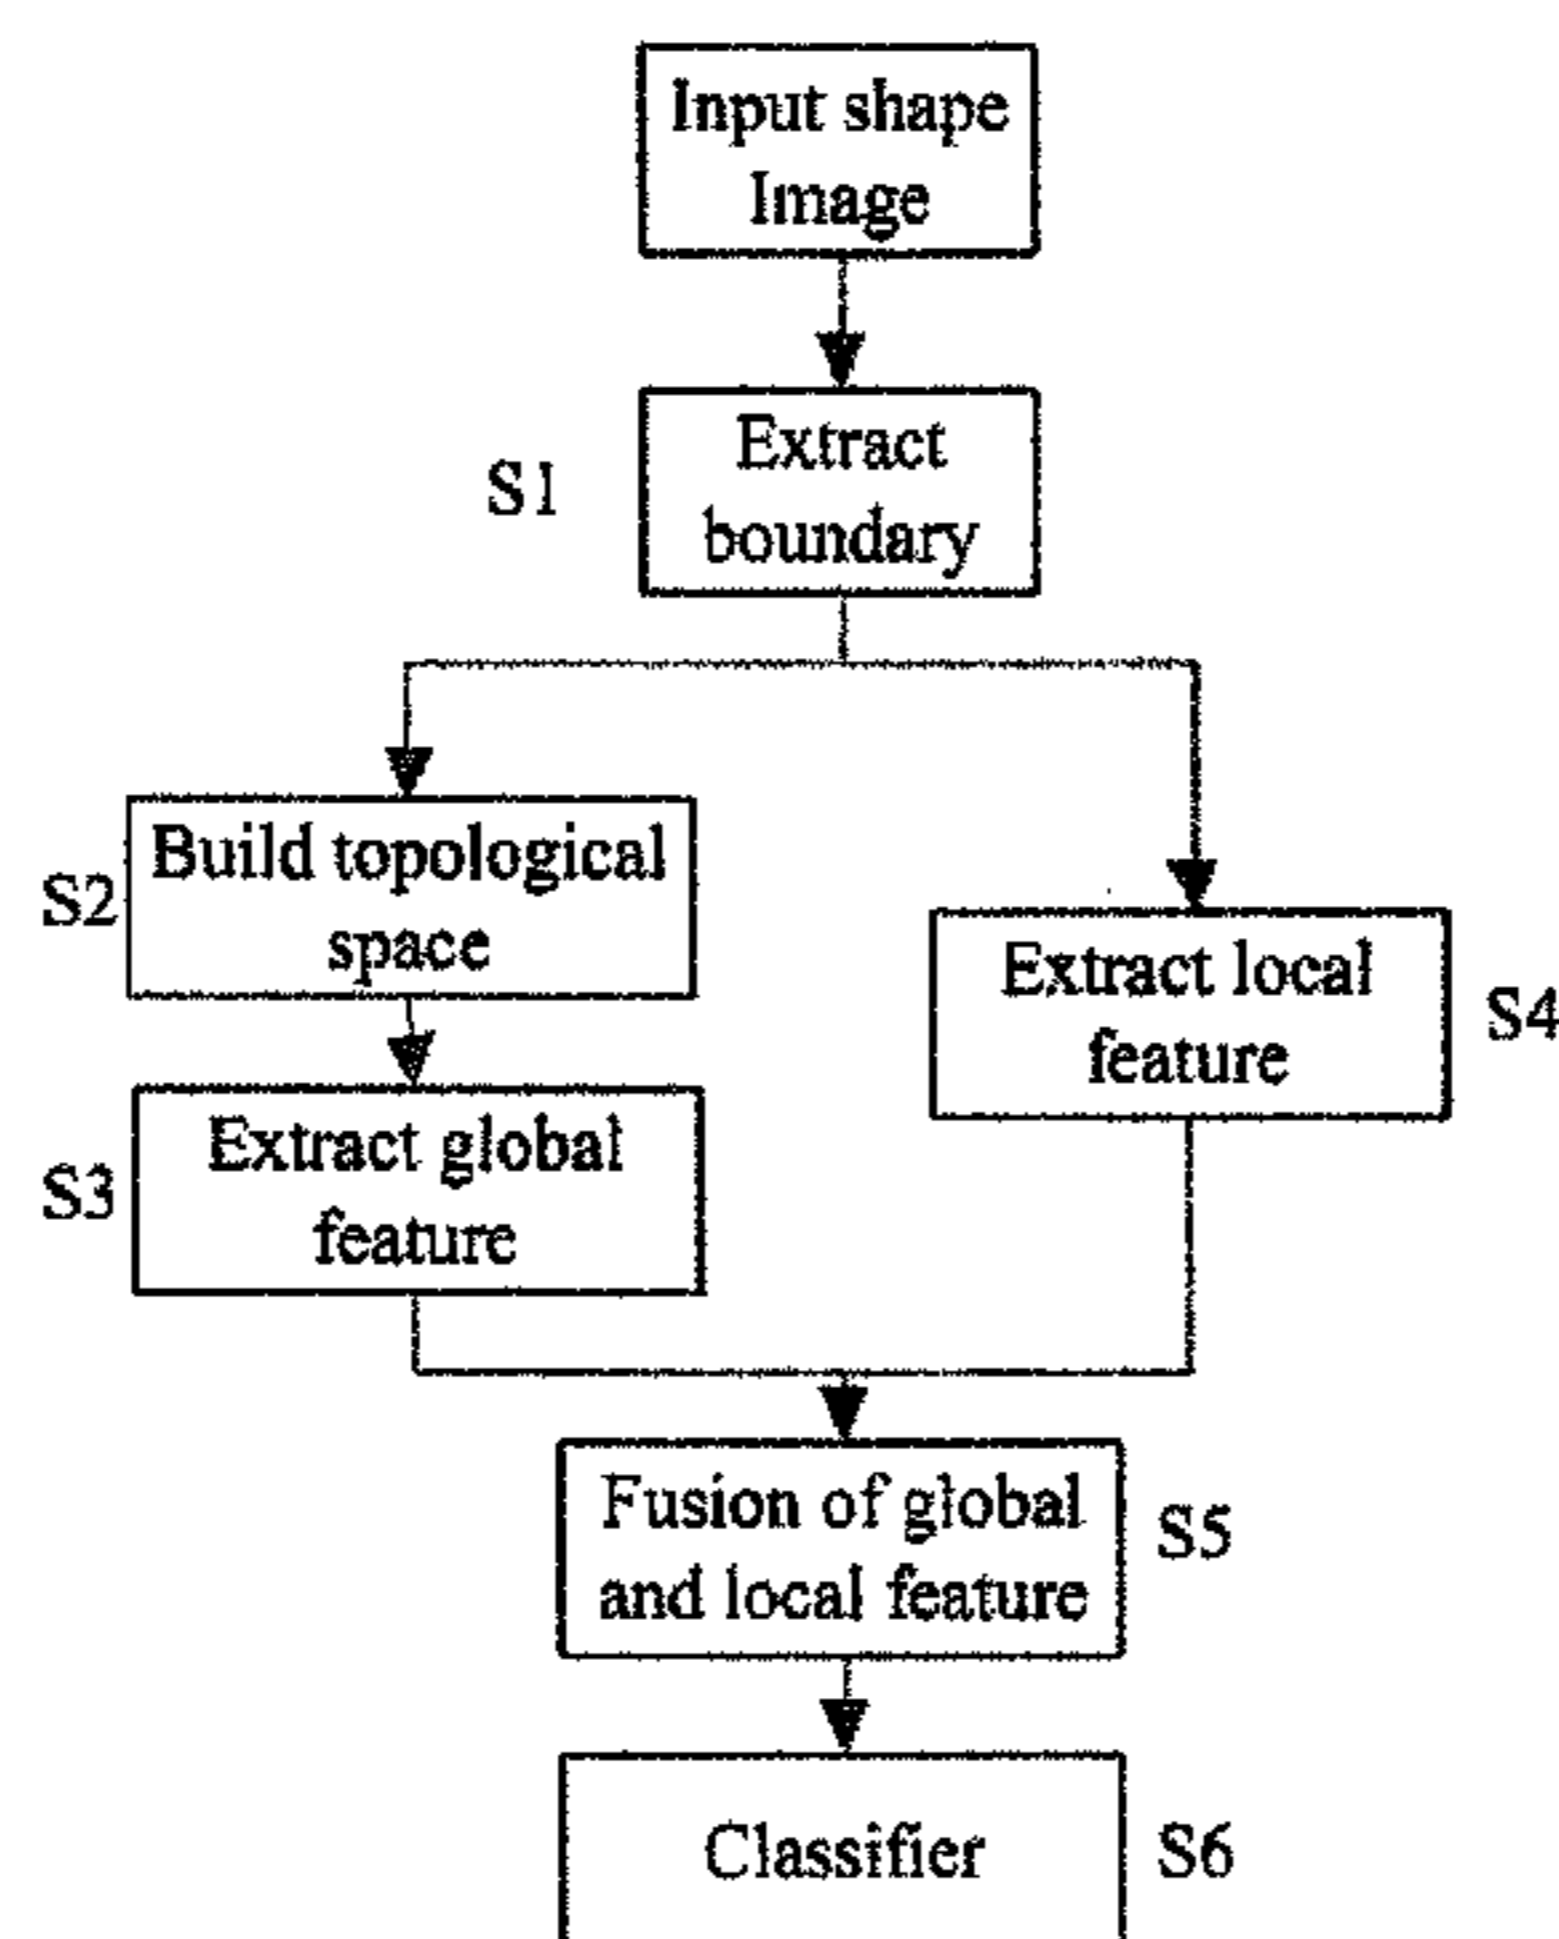 Input shape
Image
S1
Extract
boundary
S2
Build topological
space
Extract local
feature
S4
S3
Extract global
feature
Fusion of global
and local feature
S5
Classifier
S6